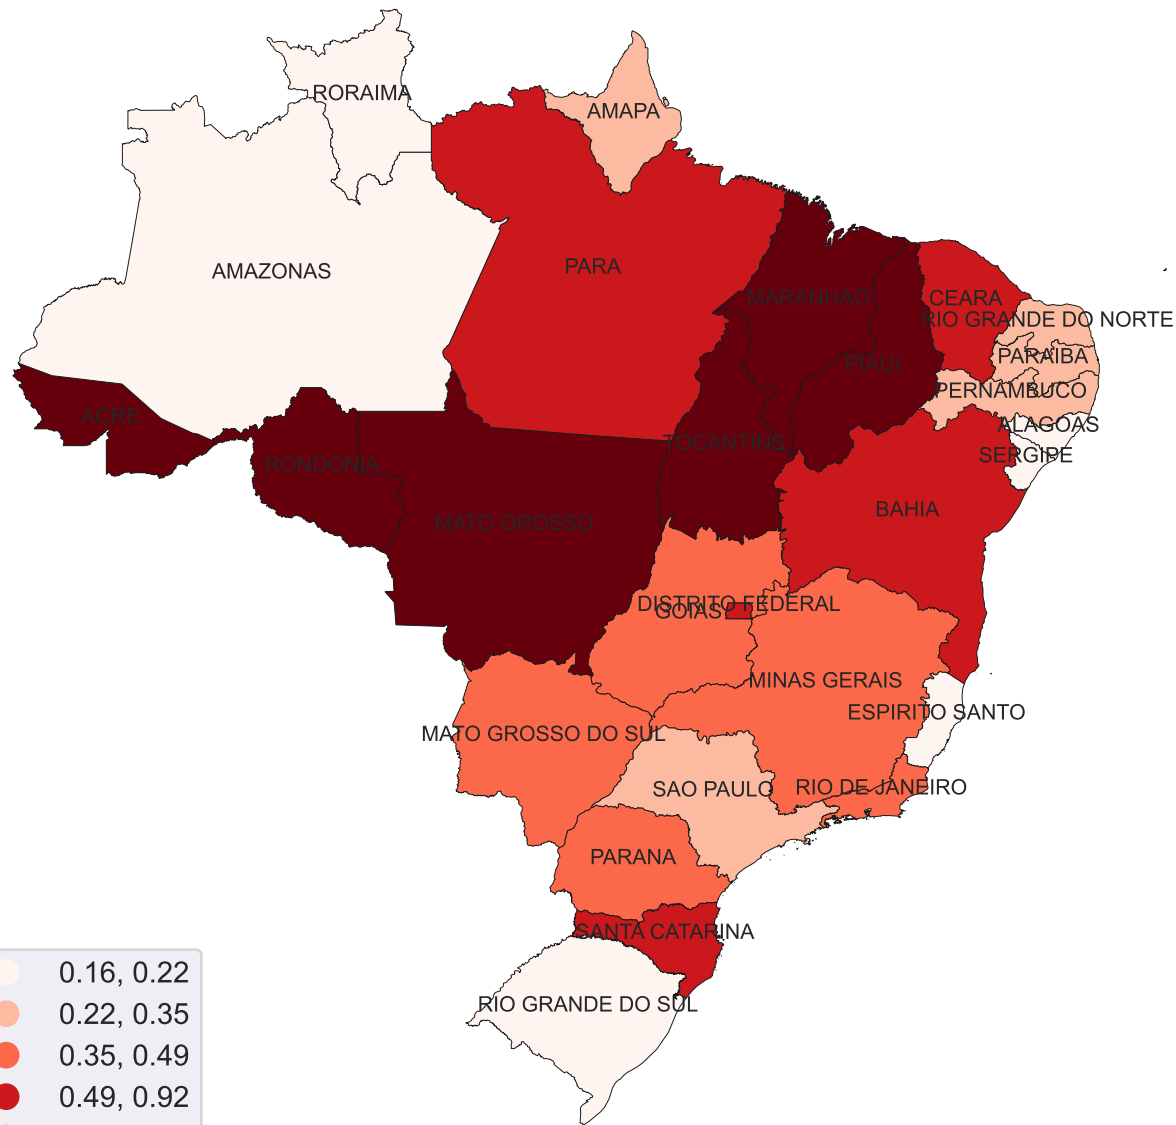 RORAIMA
AMAPA
AMAZONAS
PARA
MARANHAO
CEARA
RIO GRANDE DO NORTE
PARAIBA
PIAUI
PERNAMBUCO
ACRE
ALAGOAS
TOCANTINS
SERGIPE
RONDONIA
BAHIA
MATO GROSSO
DISTRITO FEDERAL
GOIAS
MINAS GERAIS
ESPIRITO SANTO
MATO GROSSO DO SUL
SAO PAULO
RIO DE JANEIRO
PARANA
SANTA CATARINA
RIO GRANDE DO SUL
0.16, 0.22
0.22, 0.35
0.35, 0.49
0.49, 0.92